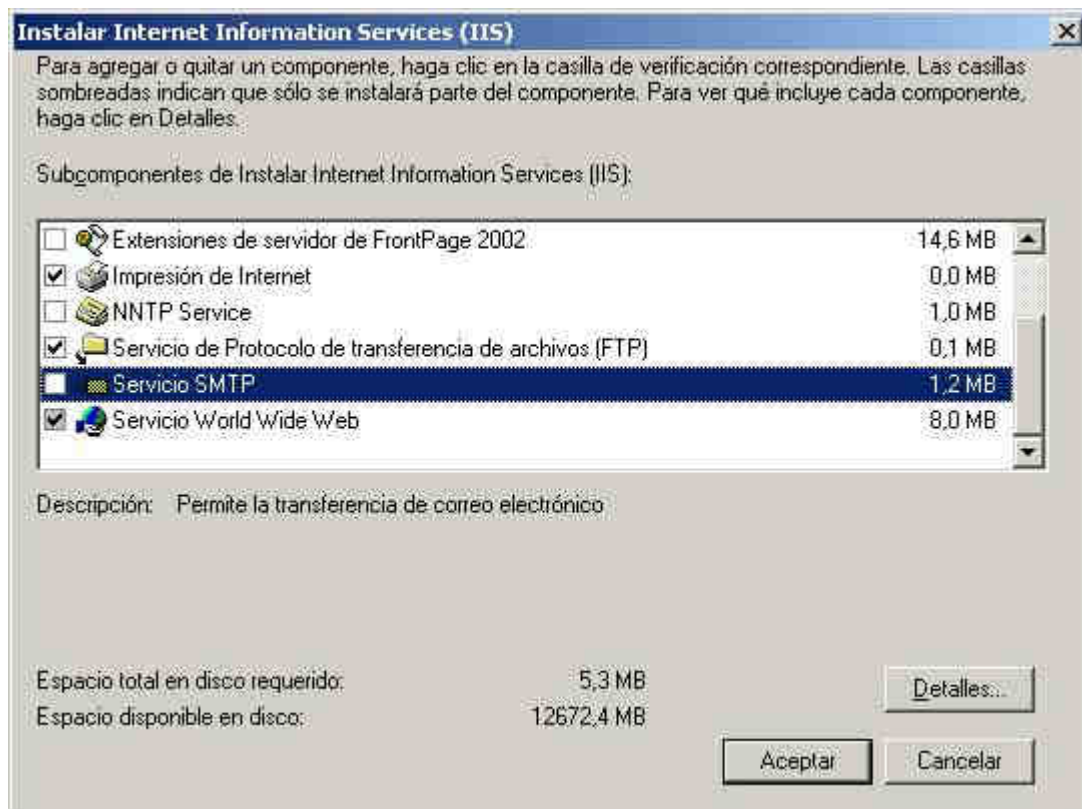 Instalar Internet Information Services (IIS)
Para agregar o quitar un componente, haga clic en la casilla de verificación correspondiente. Las casillas
sombreadas indican que sólo se instalará parte del componente. Para ver qué incluye cada componente,
haga clic en Detalles.
Subcomponentes de Instalar Internet Information Services (IIS):
Extensiones de servidor de FrontPage 2002 14,6 MB
Impresión de Internet 0,0 MB
NNTP Service 1,0 MB
Servicio de Protocolo de transferencia de archivos (FTP) 0,1 MB
Servicio SMTP 1,2 MB
Servicio World Wide Web 8,0 MB
Descripción: Permite la transferencia de correo electrónico
Espacio total en disco requerido: 5,3 MB
Espacio disponible en disco: 12672,4 MB
Detalles...
Aceptar Cancelar